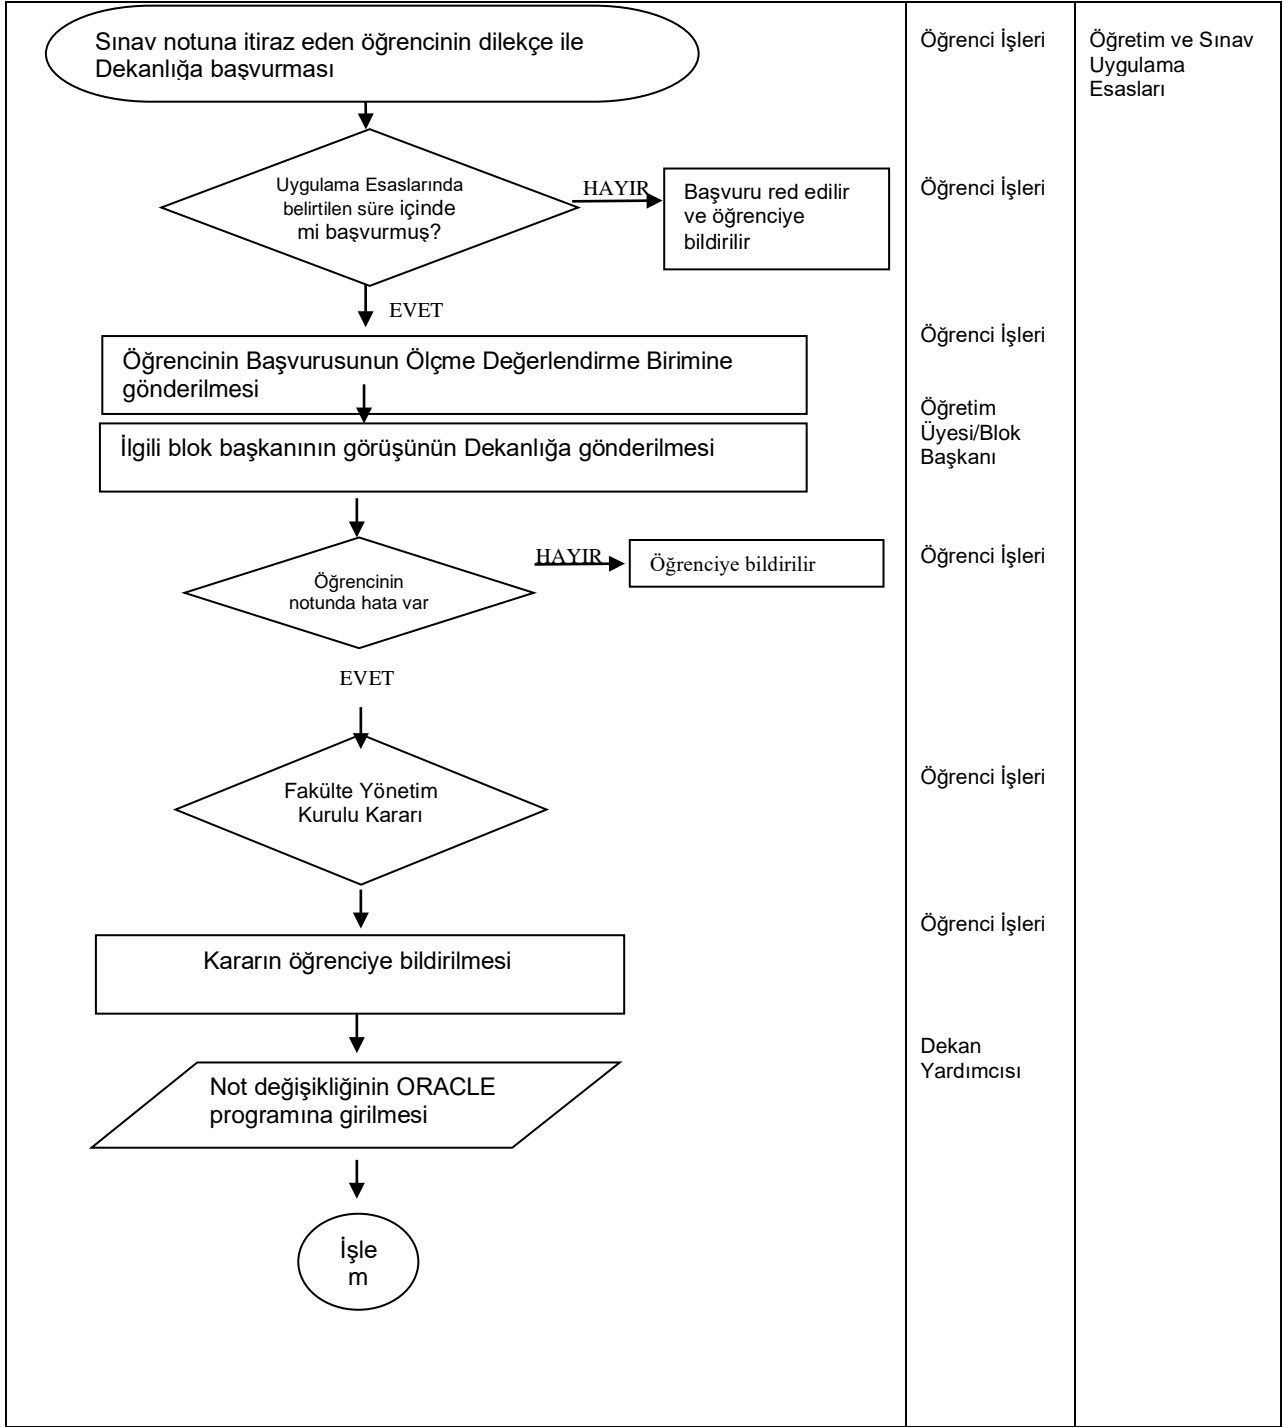 Sınav notuna itiraz eden öğrencinin dilekçe ile
Dekanlığa başvurması
Öğrenci İşleri
Öğretim ve Sınav
Uygulama
Esasları
Uygulama Esaslarında
belirtilen süre içinde
mi başvurmuş?
HAYIR
Başvuru red edilir
ve öğrenciye
bildirilir
Öğrenci İşleri
EVET
Öğrencinin Başvurusunun Ölçme Değerlendirme Birimine
gönderilmesi
Öğrenci İşleri
İlgili blok başkanının görüşünün Dekanlığa gönderilmesi
Öğretim
Üyesi/Blok
Başkanı
Öğrencinin
notunda hata var
HAYIR
Öğrenciye bildirilir
Öğrenci İşleri
EVET
Fakülte Yönetim
Kurulu Kararı
Öğrenci İşleri
Kararın öğrenciye bildirilmesi
Öğrenci İşleri
Not değişikliğinin ORACLE
programına girilmesi
Dekan
Yardımcısı
İşle
m